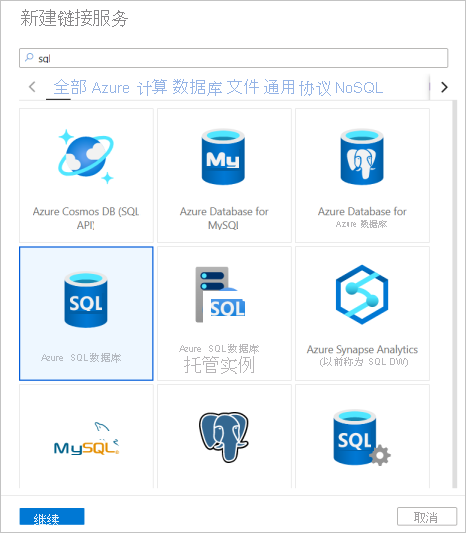 新建链接服务
sql
全部 Azure 计算 数据库 文件 通用 协议 NoSQL
My
Azure Cosmos DB (SQL
API)
Azure Database for
MySQl
Azure Database for
Azure 数据库
SQL
SQL
Azure SQL数据库
Azure SQL数据库
托管实例
Azure Synapse Analytics
(以前称为 SQL DW)
MySQL
SQL
继续
取消